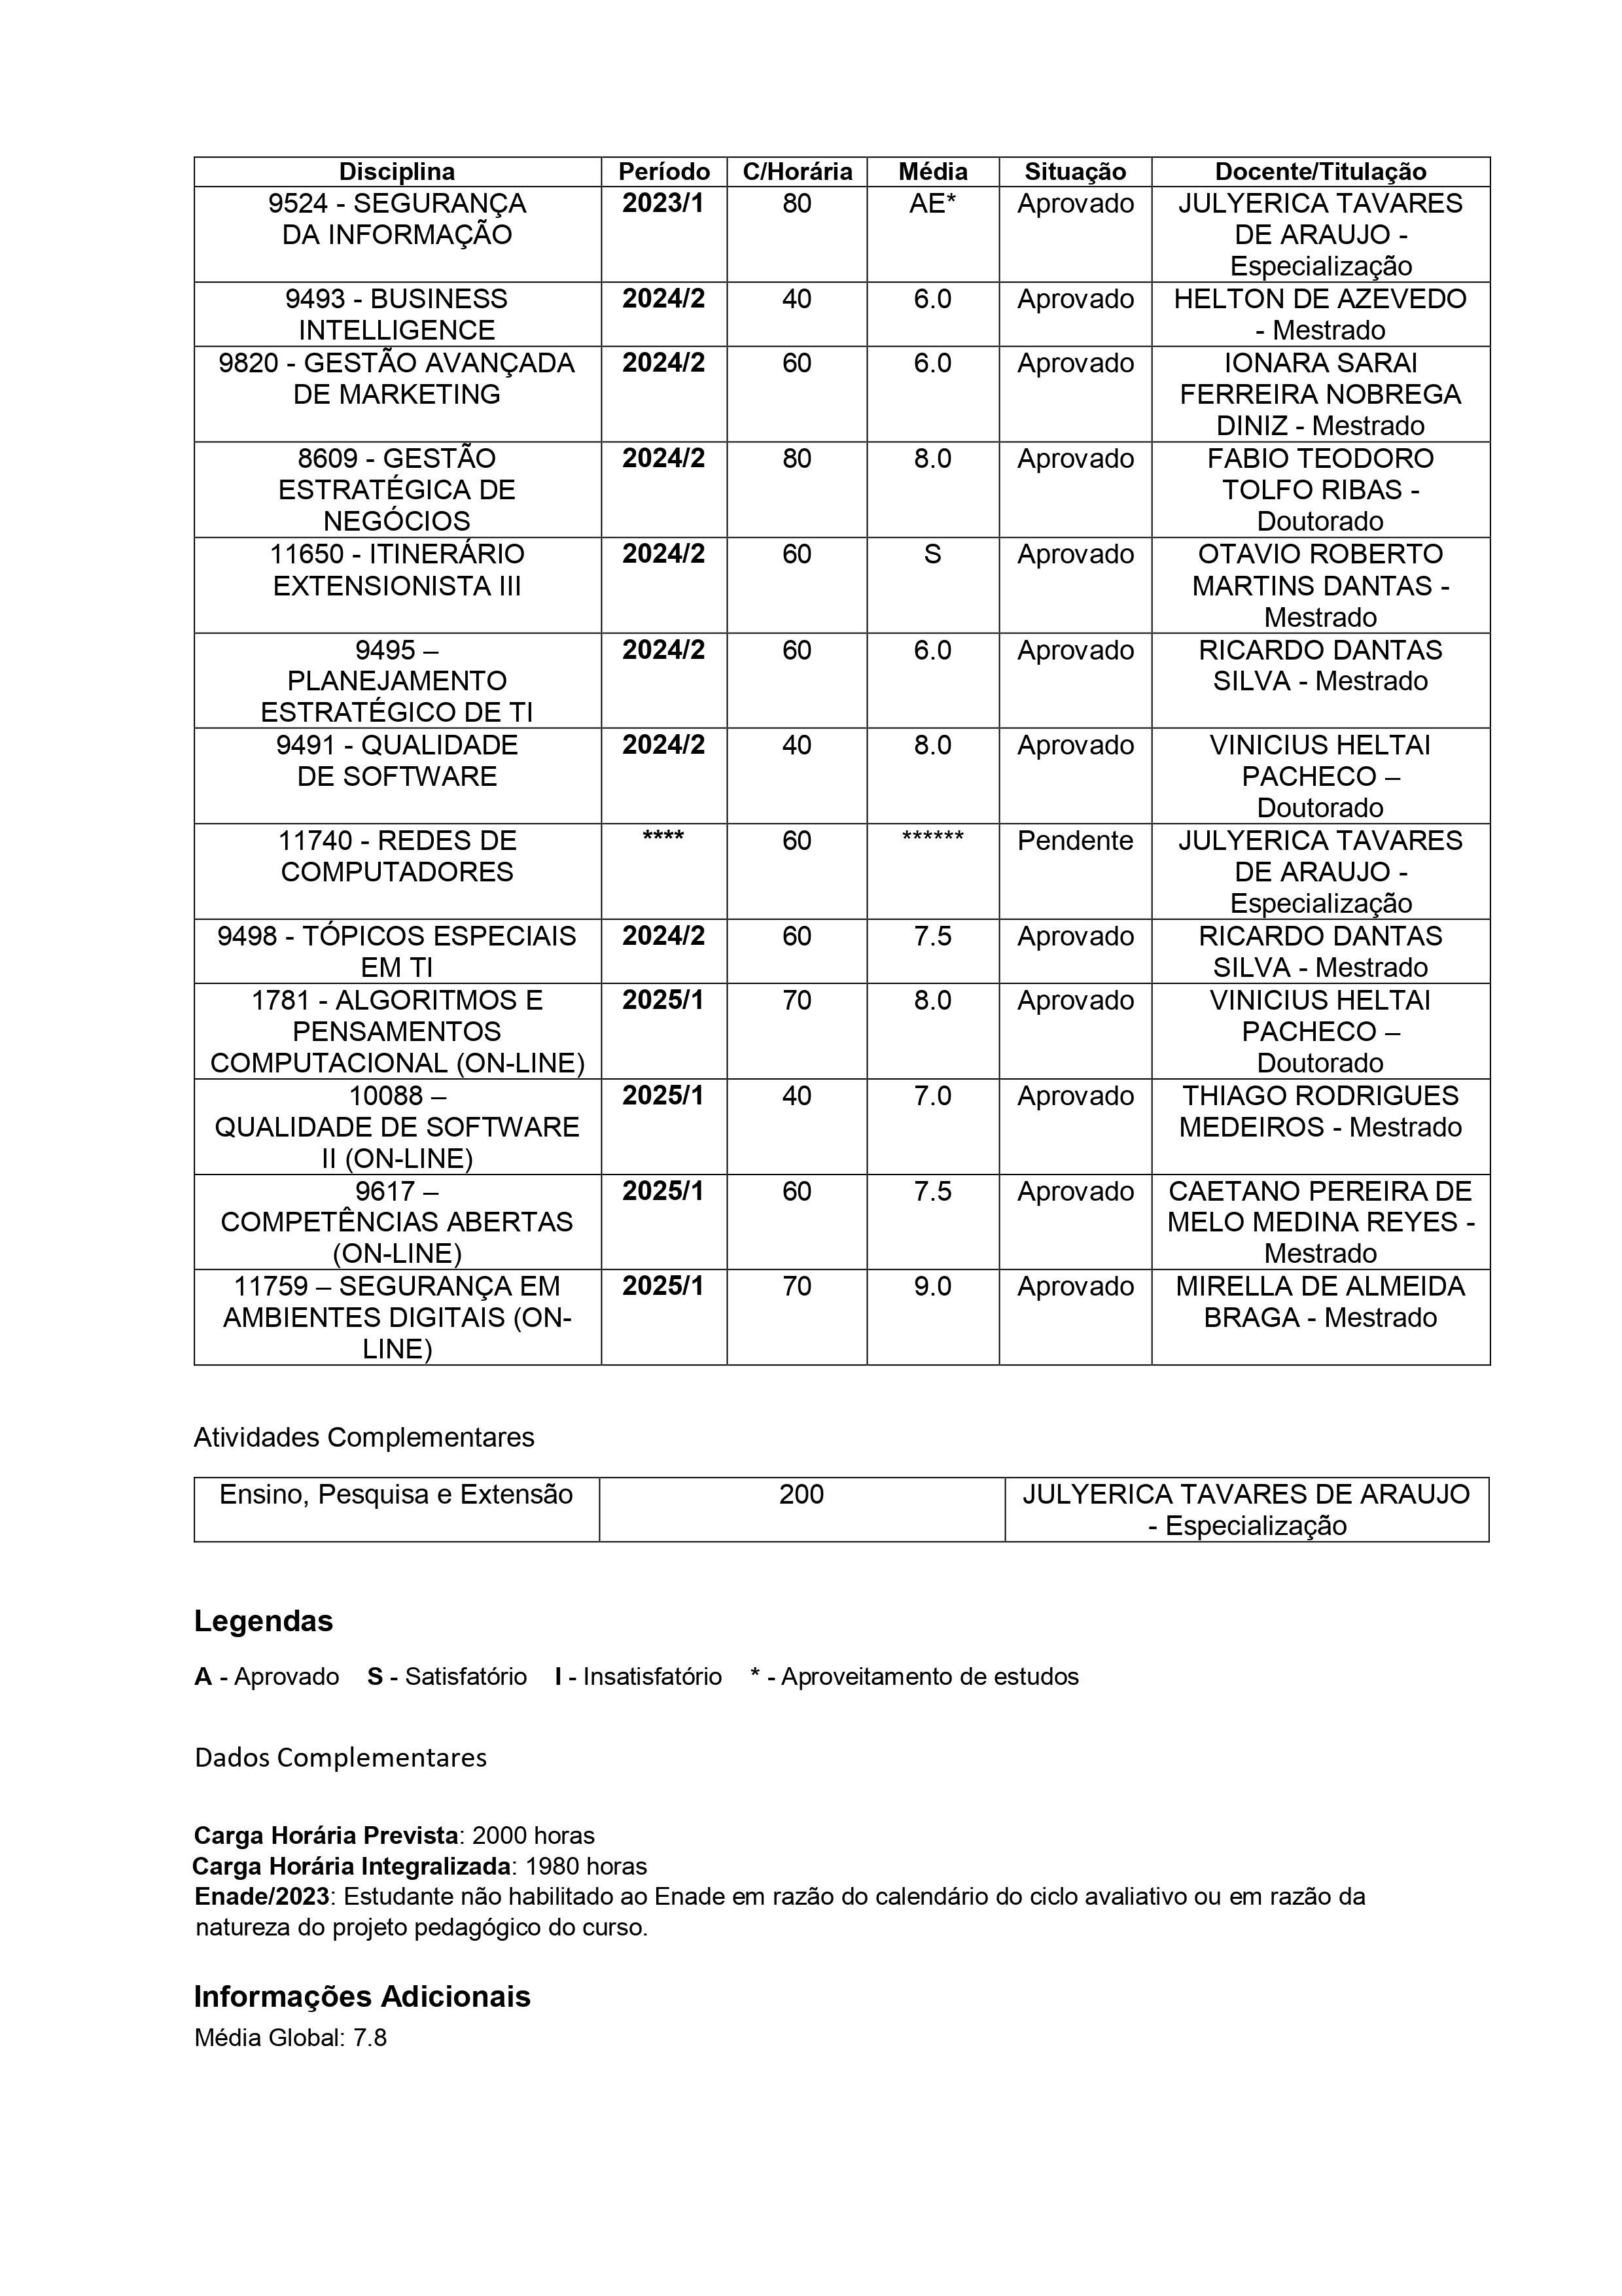 Disciplina Período C/Horária Média Situação Docente/Titulação
9524 - SEGURANÇA 2023/1 80 AE* Aprovado JULYERICA TAVARES
DA INFORMAÇÃO DE ARAUJO -
Especialização
9493 - BUSINESS 2024/2 40 6.0 Aprovado HELTON DE AZEVEDO
INTELLIGENCE - Mestrado
9820 - GESTÃO AVANÇADA 2024/2 60 6.0 Aprovado IONARA SARAI
DE MARKETING FERREIRA NOBREGA
DINIZ - Mestrado
8609 - GESTÃO 2024/2 80 8.0 Aprovado FABIO TEODORO
ESTRATÉGICA DE TOLFO RIBAS -
NEGÓCIOS Doutorado
11650 - ITINERÁRIO 2024/2 60 S Aprovado OTAVIO ROBERTO
EXTENSIONISTA III MARTINS DANTAS -
Mestrado
9495 – 2024/2 60 6.0 Aprovado RICARDO DANTAS
PLANEJAMENTO SILVA - Mestrado
ESTRATÉGICO DE TI
9491 - QUALIDADE 2024/2 40 8.0 Aprovado VINICIUS HELTAI
DE SOFTWARE PACHECO –
Doutorado
11740 - REDES DE **** 60 ****** Pendente JULYERICA TAVARES
COMPUTADORES DE ARAUJO -
Especialização
9498 - TÓPICOS ESPECIAIS 2024/2 60 7.5 Aprovado RICARDO DANTAS
EM TI SILVA - Mestrado
1781 - ALGORITMOS E 2025/1 70 8.0 Aprovado VINICIUS HELTAI
PENSAMENTOS PACHECO –
COMPUTACIONAL (ON-LINE) Doutorado
10088 – 2025/1 40 7.0 Aprovado THIAGO RODRIGUES
QUALIDADE DE SOFTWARE MEDEIROS - Mestrado
II (ON-LINE)
9617 – 2025/1 60 7.5 Aprovado CAETANO PEREIRA DE
COMPETÊNCIAS ABERTAS MELO MEDINA REYES -
(ON-LINE) Mestrado
11759 – SEGURANÇA EM 2025/1 70 9.0 Aprovado MIRELLA DE ALMEIDA
AMBIENTES DIGITAIS (ON- BRAGA - Mestrado
LINE)
Atividades Complementares
Ensino, Pesquisa e Extensão 200 JULYERICA TAVARES DE ARAUJO
- Especialização
Legendas
A - Aprovado S - Satisfatório I - Insatisfatório * - Aproveitamento de estudos
Dados Complementares
Carga Horária Prevista: 2000 horas
Carga Horária Integralizada: 1980 horas
Enade/2023: Estudante não habilitado ao Enade em razão do calendário do ciclo avaliativo ou em razão da
natureza do projeto pedagógico do curso.
Informações Adicionais
Média Global: 7.8